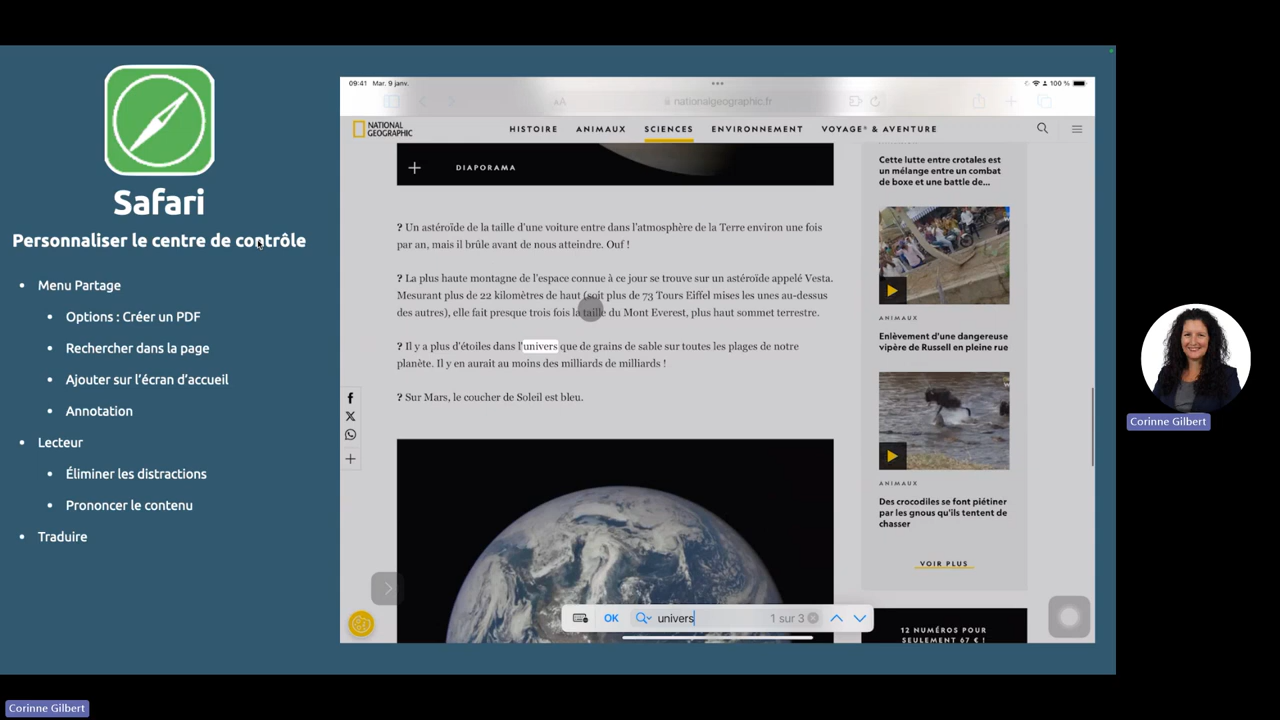 Safari
Personnaliser le centre de contrôle
• Menu Partage
• Options : Créer un PDF
• Rechercher dans la page
• Ajouter sur l'écran d'accueil
• Annotation
• Lecteur
• Éliminer les distractions
• Prononcer le contenu
• Traduire
09:41 Mar. 9 janv.
100 %
AA
nationalgeographic.fr
NATIONAL
GEOGRAPHIC
HISTOIRE ANIMAUX SCIENCES ENVIRONNEMENT VOYAGE® & AVENTURE
DIAPORAMA
? Un astéroïde de la taille d'une voiture entre dans l'atmosphère de la Terre environ une fois
par an, mais il brûle avant de nous atteindre. Ouf !
? La plus haute montagne de l'espace connue à ce jour se trouve sur un astéroïde appelé Vesta.
Mesurant plus de 22 kilomètres de haut (soit plus de 73 Tours Eiffel mises les unes au-dessus
des autres), elle fait presque trois fois la taille du Mont Everest, plus haut sommet terrestre.
? Il y a plus d'étoiles dans l'univers que de grains de sable sur toutes les plages de notre
planète. Il y en aurait au moins des milliards de milliards !
? Sur Mars, le coucher de Soleil est bleu.
Cette lutte entre crotales est
un mélange entre un combat
de boxe et une battle de...
ANIMAUX
Enlèvement d'une dangereuse
vipère de Russell en pleine rue
ANIMAUX
Des crocodiles se font piétiner
par les gnous qu'ils tentent de
chasser
VOIR PLUS
12 NUMÉROS POUR
SEULEMENT 67 € !
OK univers 1 sur 3
Corinne Gilbert
Corinne Gilbert